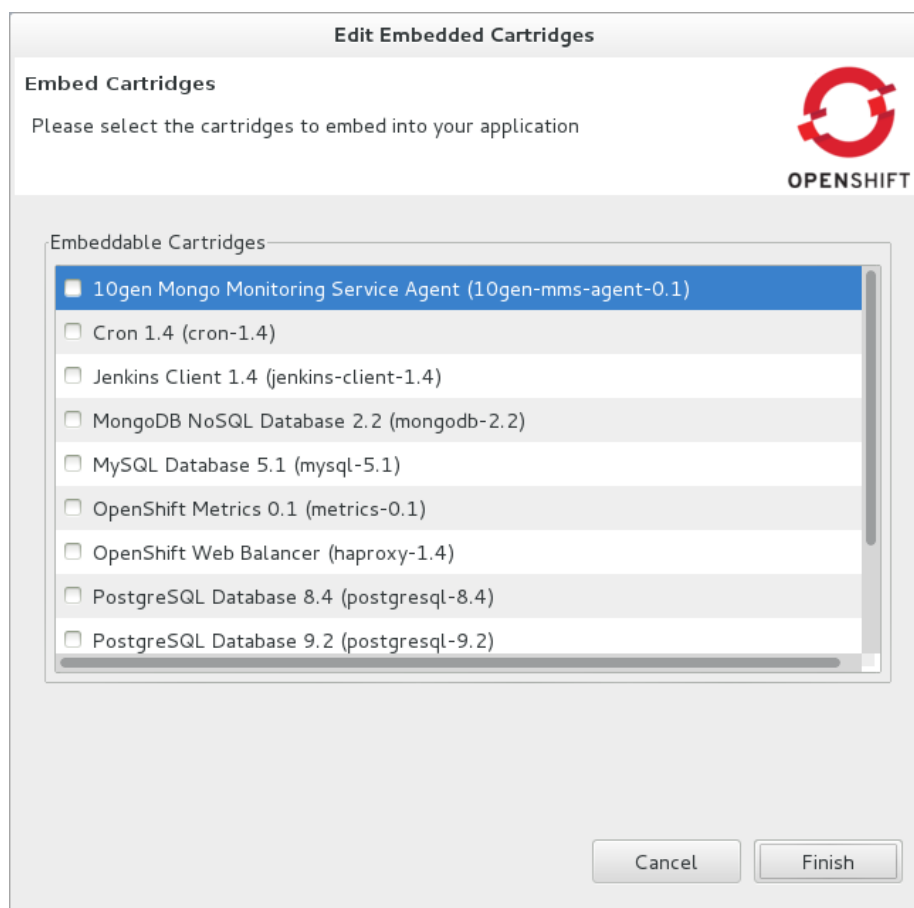 Edit Embedded Cartridges
Embed Cartridges
Please select the cartridges to embed into your application
OPENSHIFT
Embeddable Cartridges
10gen Mongo Monitoring Service Agent (10gen-mms-agent-0.1)
Cron 1.4 (cron-1.4)
Jenkins Client 1.4 (jenkins-client-1.4)
MongoDB NoSQL Database 2.2 (mongodb-2.2)
MySQL Database 5.1 (mysql-5.1)
OpenShift Metrics 0.1 (metrics-0.1)
OpenShift Web Balancer (haproxy-1.4)
PostgreSQL Database 8.4 (postgresql-8.4)
PostgreSQL Database 9.2 (postgresql-9.2)
Cancel
Finish